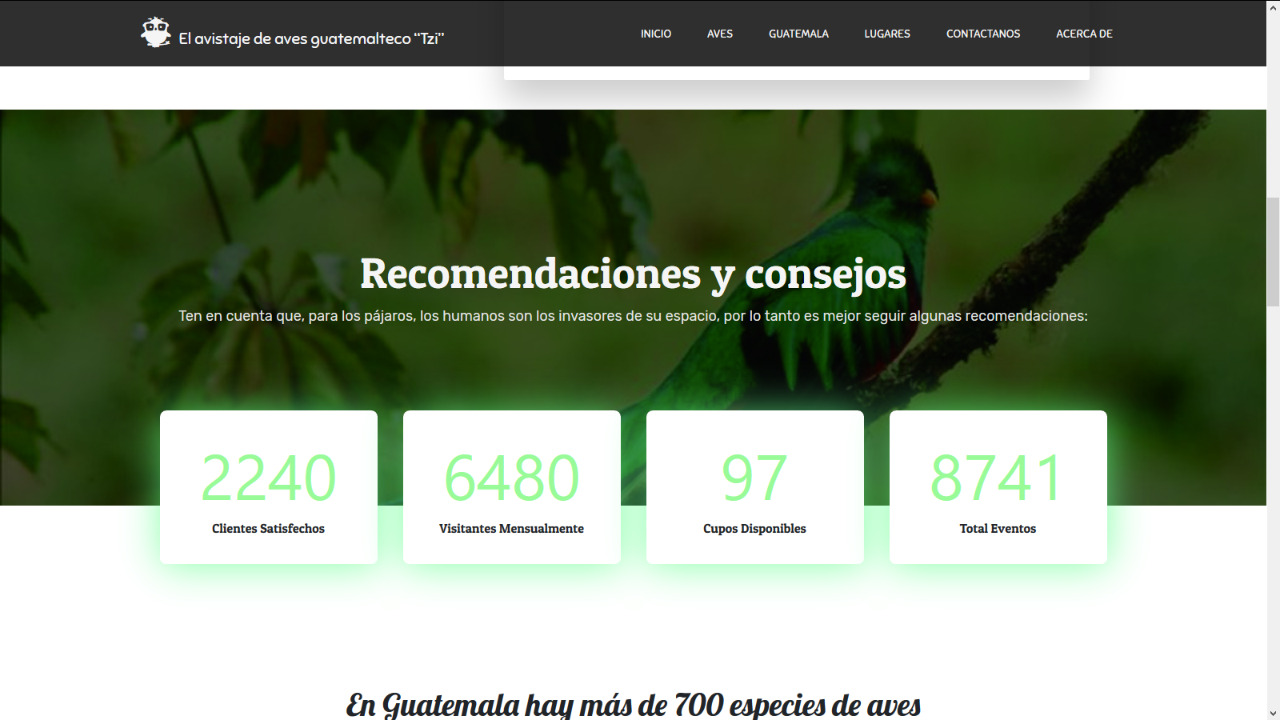 El avistaje de aves guatemalteco “Tzi”
INICIO AVES GUATEMALA LUGARES CONTACTANOS ACERCA DE
Recomendaciones y consejos
Ten en cuenta que, para los pájaros, los humanos son los invasores de su espacio, por lo tanto es mejor seguir algunas recomendaciones:
2240
Clientes Satisfechos
6480
Visitantes Mensualmente
97
Cupos Disponibles
8741
Total Eventos
En Guatemala hay más de 700 especies de aves